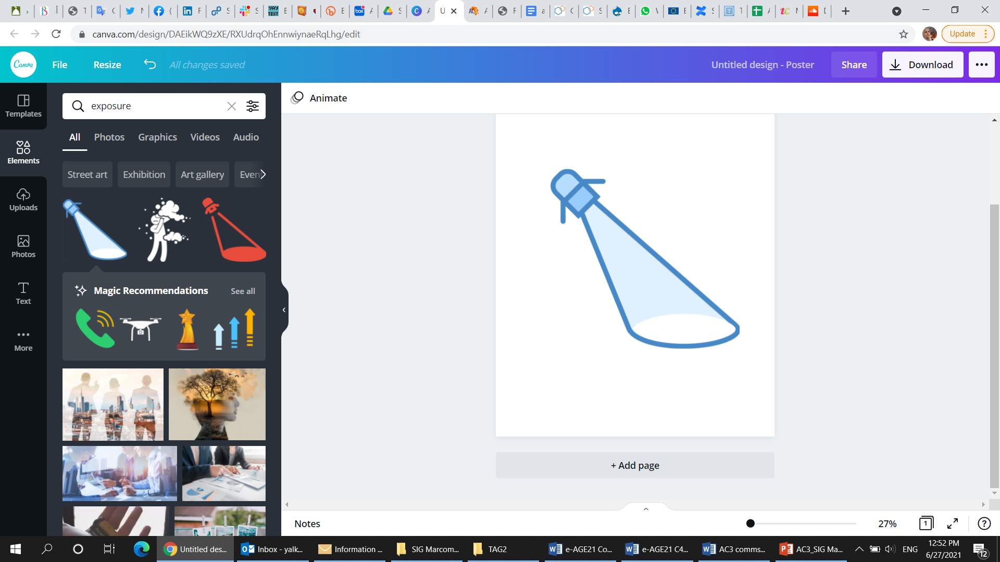 canva.com/design/DAEikWQ9zXE/RXUdrqOhEnnwiynaeRqLhg/edit
Update
Canva
File
Resize
All changes saved
Untitled design - Poster
Share
Download
Templates
Elements
Uploads
Photos
Text
More
exposure
All
Photos
Graphics
Videos
Audio
Street art
Exhibition
Art gallery
Magic Recommendations
See all
Animate
+ Add page
Notes
27%
1
Untitled des...
Inbox - yalk...
Information ...
SIG Marcom...
TAG2
e-AGE21 Co...
e-AGE21 C4...
AC3 comms...
AC3_SIG Ma...
ENG
12:52 PM
6/27/2021
12